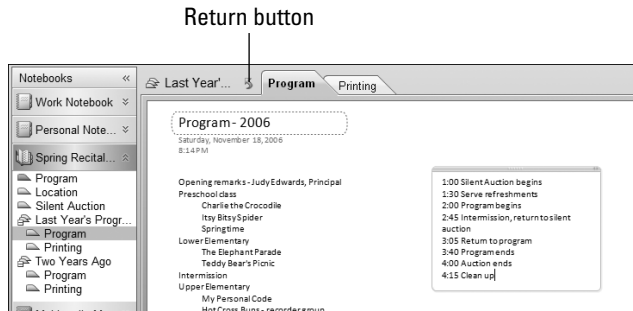 Return button
Notebooks «
Last Year'... Program Printing
Work Notebook
Personal Note...
Spring Recital...
Program
Location
Silent Auction
Last Year's Progr...
Program
Printing
Two Years Ago
Program
Printing
Program - 2006
Saturday, November 18, 2006
8:14 PM
Opening remarks - Judy Edwards, Principal
Preschool class
Charlie the Crocodile
Itsy Bitsy Spider
Springtime
Lower Elementary
The Elephant Parade
Teddy Bear's Picnic
Intermission
Upper Elementary
My Personal Code
Hot Cross Buns - recorder group
1:00 Silent Auction begins
1:30 Serve refreshments
2:00 Program begins
2:45 Intermission, return to silent
auction
3:05 Return to program
3:40 Program ends
4:00 Auction ends
4:15 Clean up